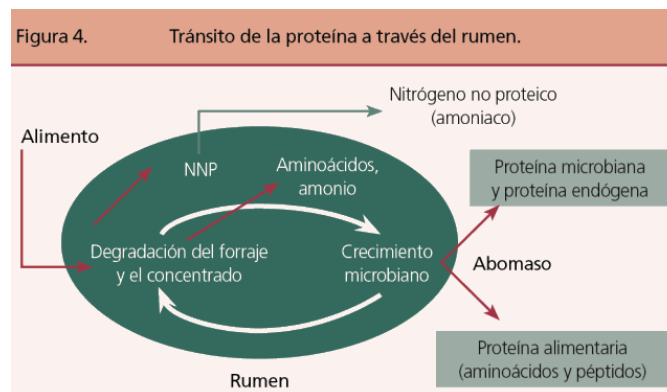 Figura 4. Tránsito de la proteína a través del rumen.
Nitrógeno no proteico
(amoniaco)
Alimento
NNP
Aminoácidos,
amonio
Proteína microbiana
y proteína endógena
Degradación del forraje
y el concentrado
Crecimiento
microbiano
Abomaso
Proteína alimentaria
(aminoácidos y péptidos)
Rumen